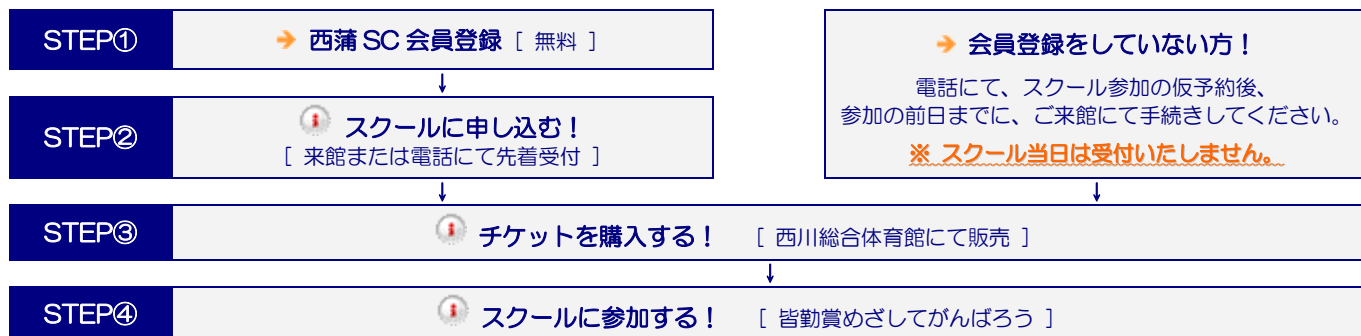 STEP①
西蒲 SC 会員登録 [ 無料 ]
STEP②
スクールに申し込む！
[ 来館または電話にて先着受付 ]
会員登録をしていない方！
電話にて、スクール参加の仮予約後、
参加の前日までに、ご来館にて手続きしてください。
※ スクール当日は受付いたしません。
STEP③
チケットを購入する！ [ 西川総合体育館にて販売 ]
STEP④
スクールに参加する！ [ 皆勤賞めざしてがんばろう ]